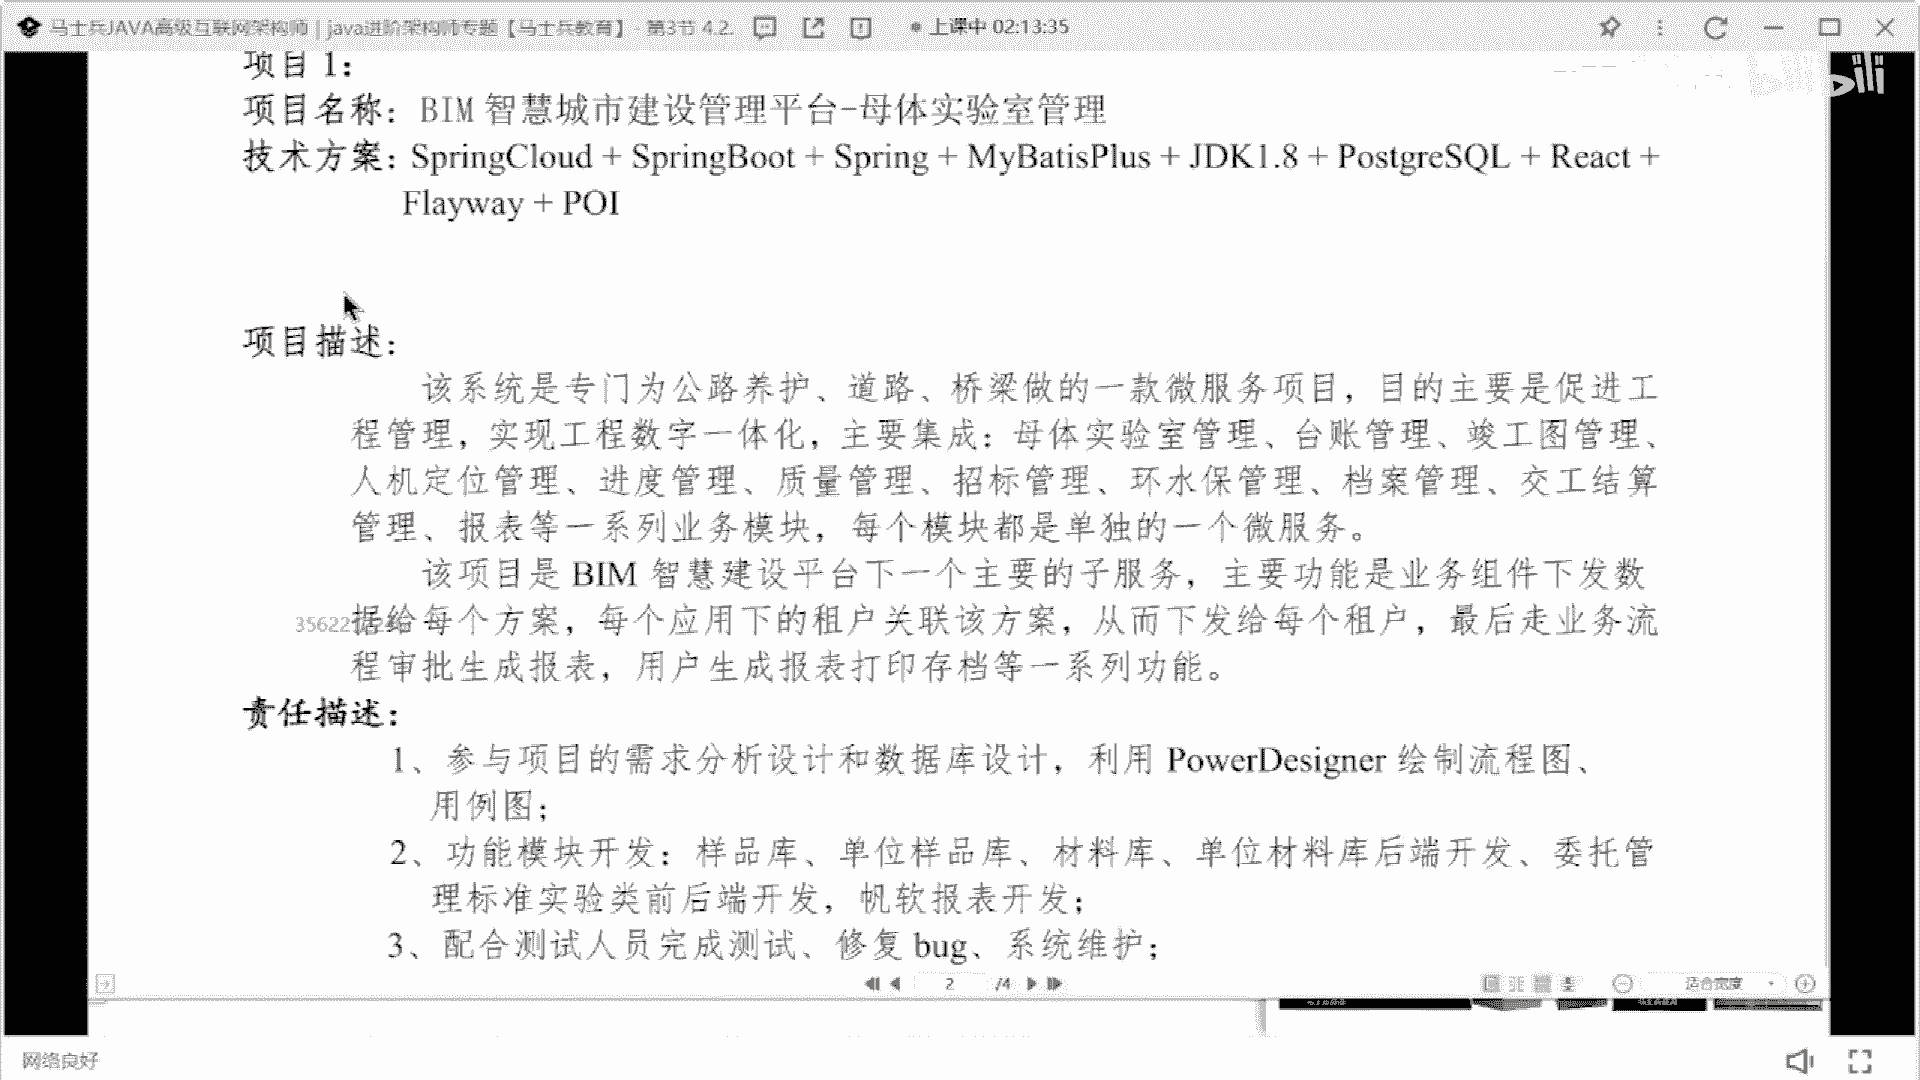 马士兵JAVA高级互联网架构师 | java进阶架构师专题【马士兵教育】 - 第3节 4.2. 上课中 02:13:35
bilibili
项目 1：
项目名称：BIM 智慧城市建设管理平台-母体实验室管理
技术方案：SpringCloud + SpringBoot + Spring + MyBatisPlus + JDK1.8 + PostgreSQL + React +
Flayway + POI
项目描述：
该系统是专门为公路养护、道路、桥梁做的一款微服务项目，目的主要是促进工
程管理，实现工程数字一体化，主要集成：母体实验室管理、台账管理、竣工图管理、
人机定位管理、进度管理、质量管理、招标管理、环水保管理、档案管理、交工结算
管理、报表等一系列业务模块，每个模块都是单独的一个微服务。
该项目是 BIM 智慧建设平台下一个主要的子服务，主要功能是业务组件下发数
据给每个方案，每个应用下的租户关联该方案，从而下发给每个租户，最后走业务流
程审批生成报表，用户生成报表打印存档等一系列功能。
责任描述：
1、参与项目的需求分析设计和数据库设计，利用 PowerDesigner 绘制流程图、
用例图；
2、功能模块开发：样品库、单位样品库、材料库、单位材料库后端开发、委托管
理标准实验类前后端开发，帆软报表开发；
3、配合测试人员完成测试、修复 bug、系统维护；
2 /4 适合宽度
网络良好